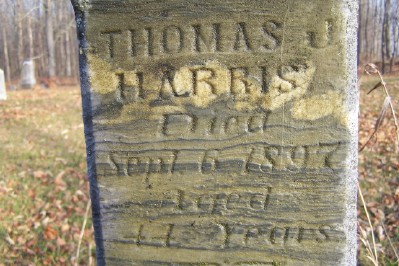 THOMAS J
HARRIS
Died
Sept 6 1897
Aged
Years